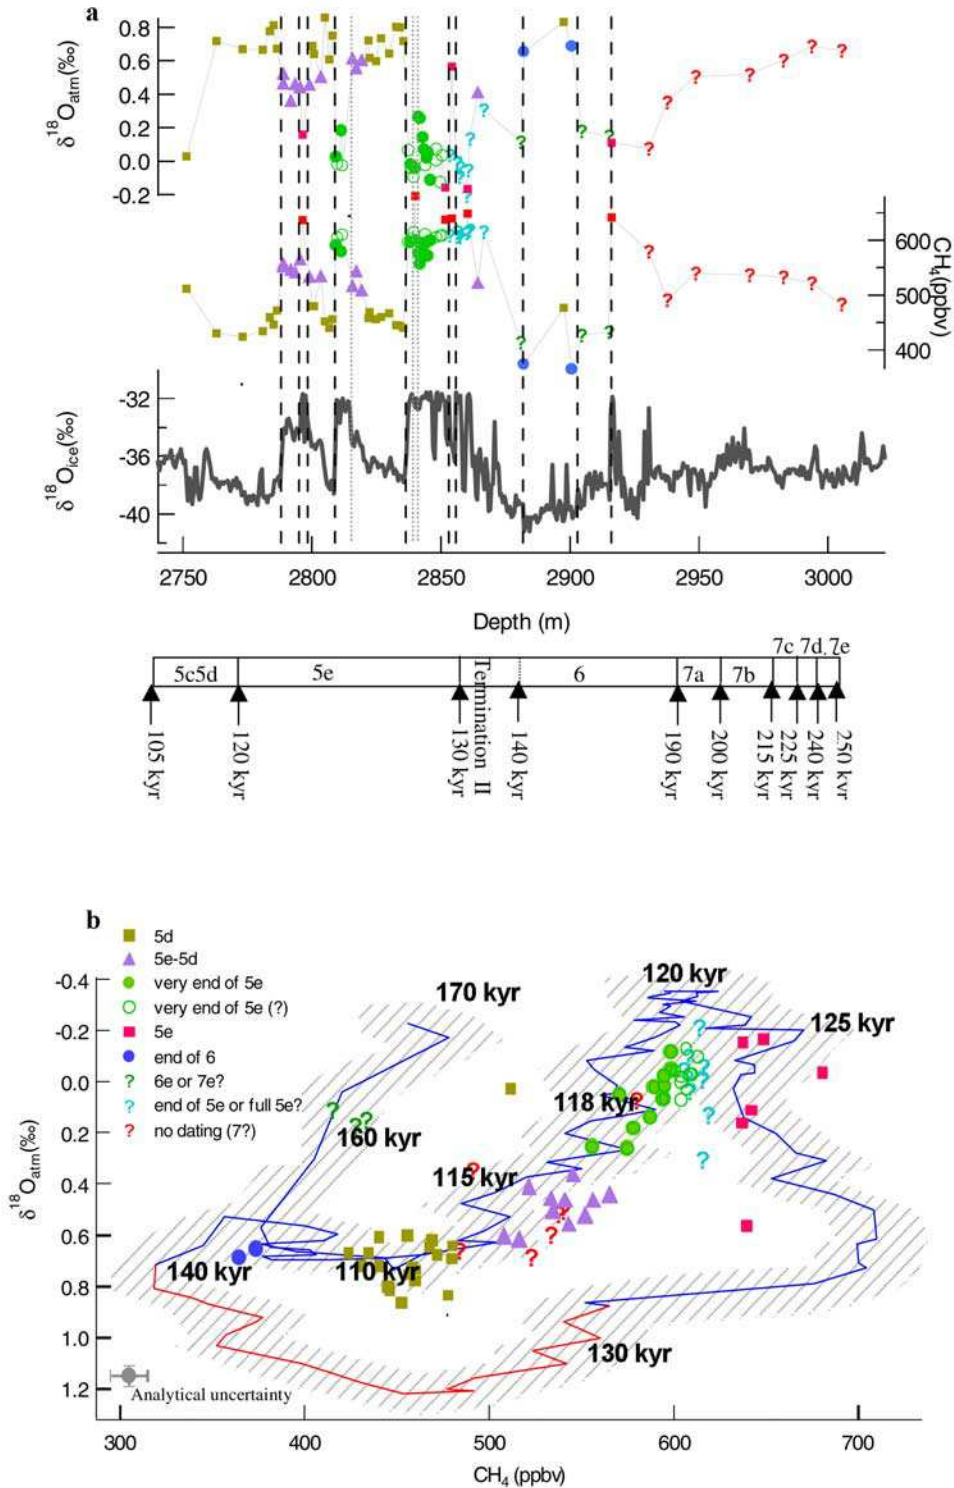 a
0.8
0.6
0.4
0.2
0.0
-0.2
δ18Oatm(‰)
600
500
400
CH4(ppbv)
-32
-36
-40
δ18Oice(‰)
2750 2800 2850 2900 2950 3000
Depth (m)
7c 7d 7e
5c5d 5e Termination II 6 7a 7b
105 kyr 120 kyr 130 kyr 140 kyr 190 kyr 200 kyr 215 kyr 225 kyr 240 kyr 250 kyr
b
5d
5e-5d
very end of 5e
very end of 5e (?)
5e
end of 6
6e or 7e?
end of 5e or full 5e?
no dating (7?)
-0.4
-0.2
0.0
0.2
0.4
0.6
0.8
1.0
1.2
δ18Oatm(‰)
170 kyr
120 kyr
125 kyr
118 kyr
160 kyr
115 kyr
140 kyr
110 kyr
130 kyr
Analytical uncertainty
300 400 500 600 700
CH4 (ppbv)